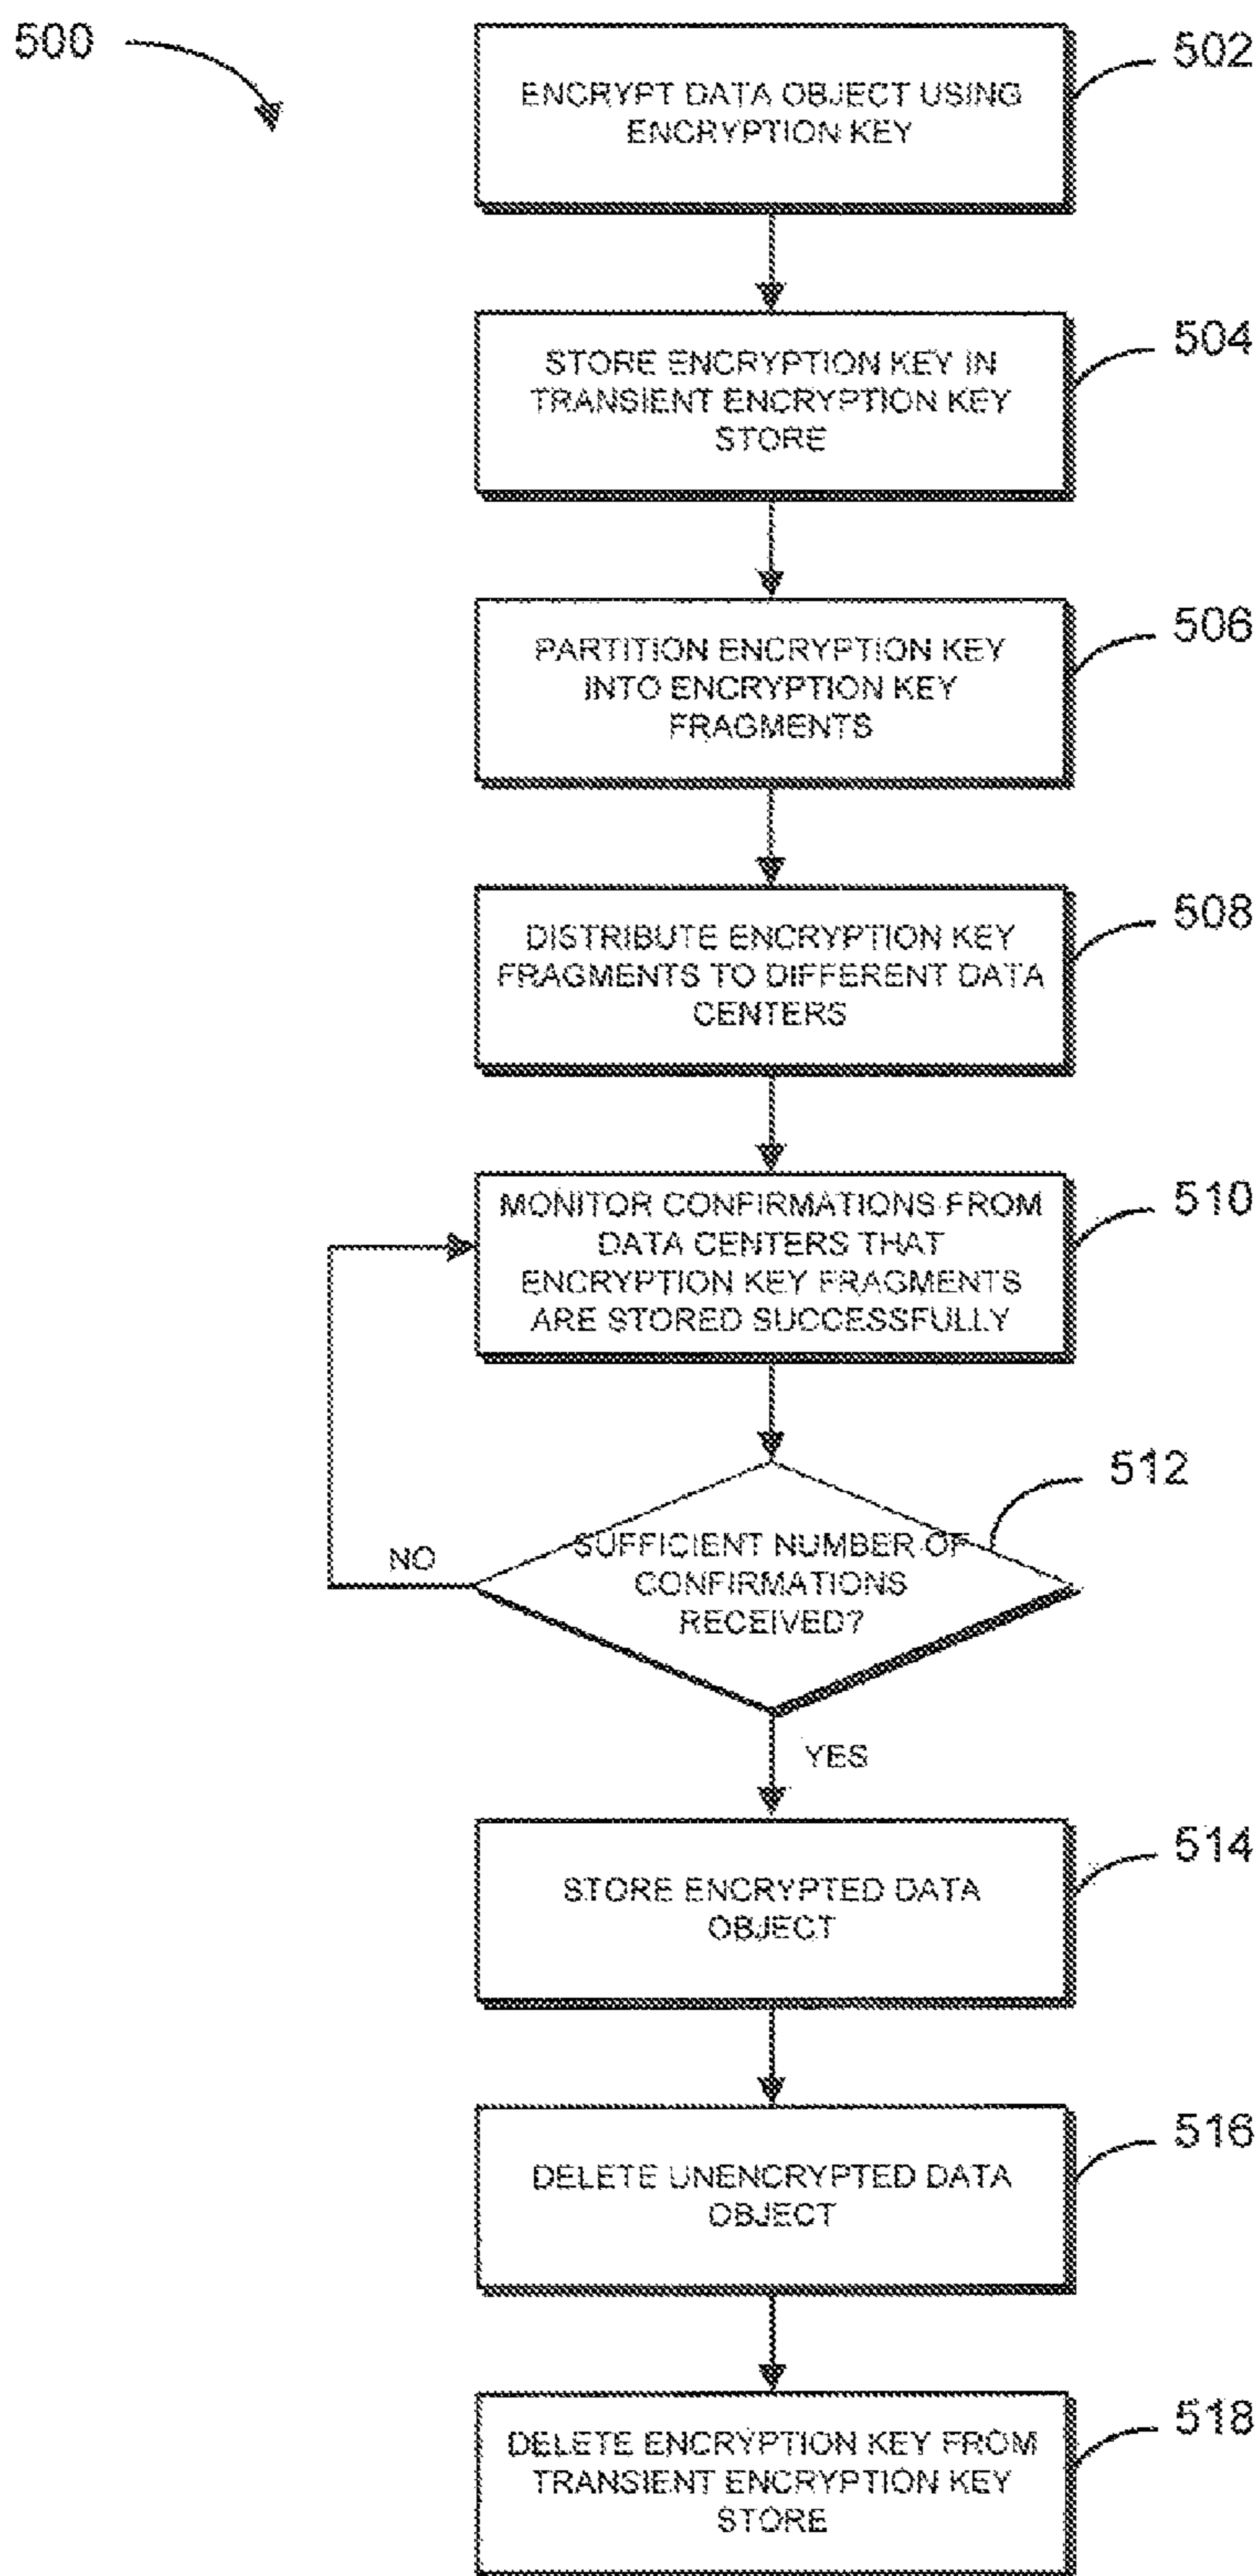 500
502
ENCRYPT DATA OBJECT USING
ENCRYPTION KEY
504
STORE ENCRYPTION KEY IN
TRANSIENT ENCRYPTION KEY
STORE
506
PARTITION ENCRYPTION KEY
INTO ENCRYPTION KEY
FRAGMENTS
508
DISTRIBUTE ENCRYPTION KEY
FRAGMENTS TO DIFFERENT DATA
CENTERS
510
MONITOR CONFIRMATIONS FROM
DATA CENTERS THAT
ENCRYPTION KEY FRAGMENTS
ARE STORED SUCCESSFULLY
512
SUFFICIENT NUMBER OF
CONFIRMATIONS
RECEIVED?
NO
YES
514
STORE ENCRYPTED DATA
OBJECT
516
DELETE UNENCRYPTED DATA
OBJECT
518
DELETE ENCRYPTION KEY FROM
TRANSIENT ENCRYPTION KEY
STORE